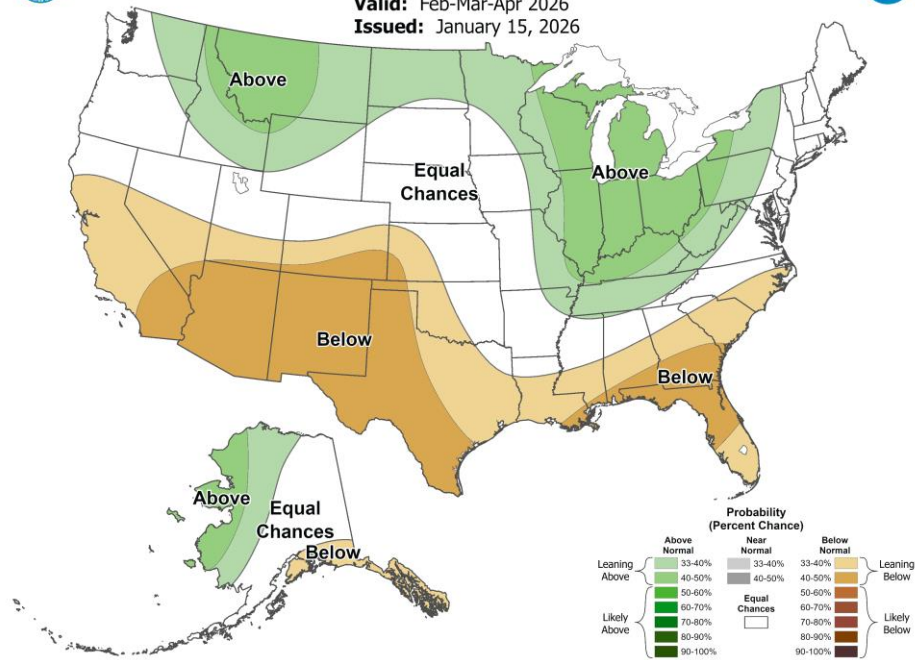 Valid: Feb-Mar-Apr 2026
Issued: January 15, 2026
Above
Equal
Chances
Above
Below
Below
Above
Equal
Chances
Below
Probability
(Percent Chance)
Above
Normal
Near
Normal
Below
Normal
Leaning
Above
33-40%
40-50%
50-60%
60-70%
70-80%
80-90%
90-100%
Likely
Above
33-40%
40-50%
Equal
Chances
33-40%
40-50%
50-60%
60-70%
70-80%
80-90%
90-100%
Leaning
Below
Likely
Below